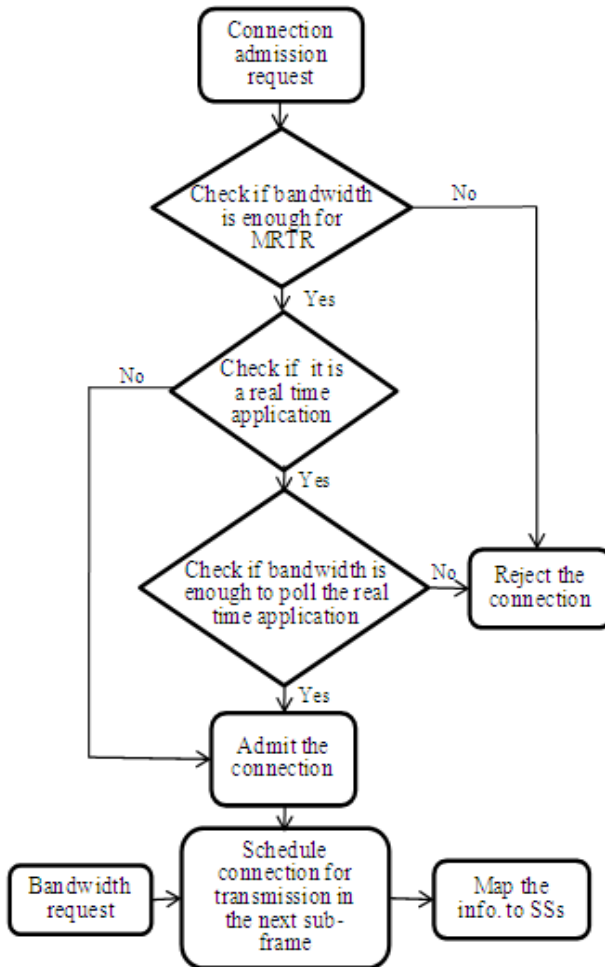 Connection
admission
request
Check if bandwidth
is enough for
MRTR
No
Yes
Check if it is
a real time
application
No
Yes
Check if bandwidth is
enough to poll the real
time application
No
Reject the
connection
Yes
Admit the
connection
Schedule
connection for
transmission in
the next sub-
frame
Bandwidth
request
Map the
info. to SSs